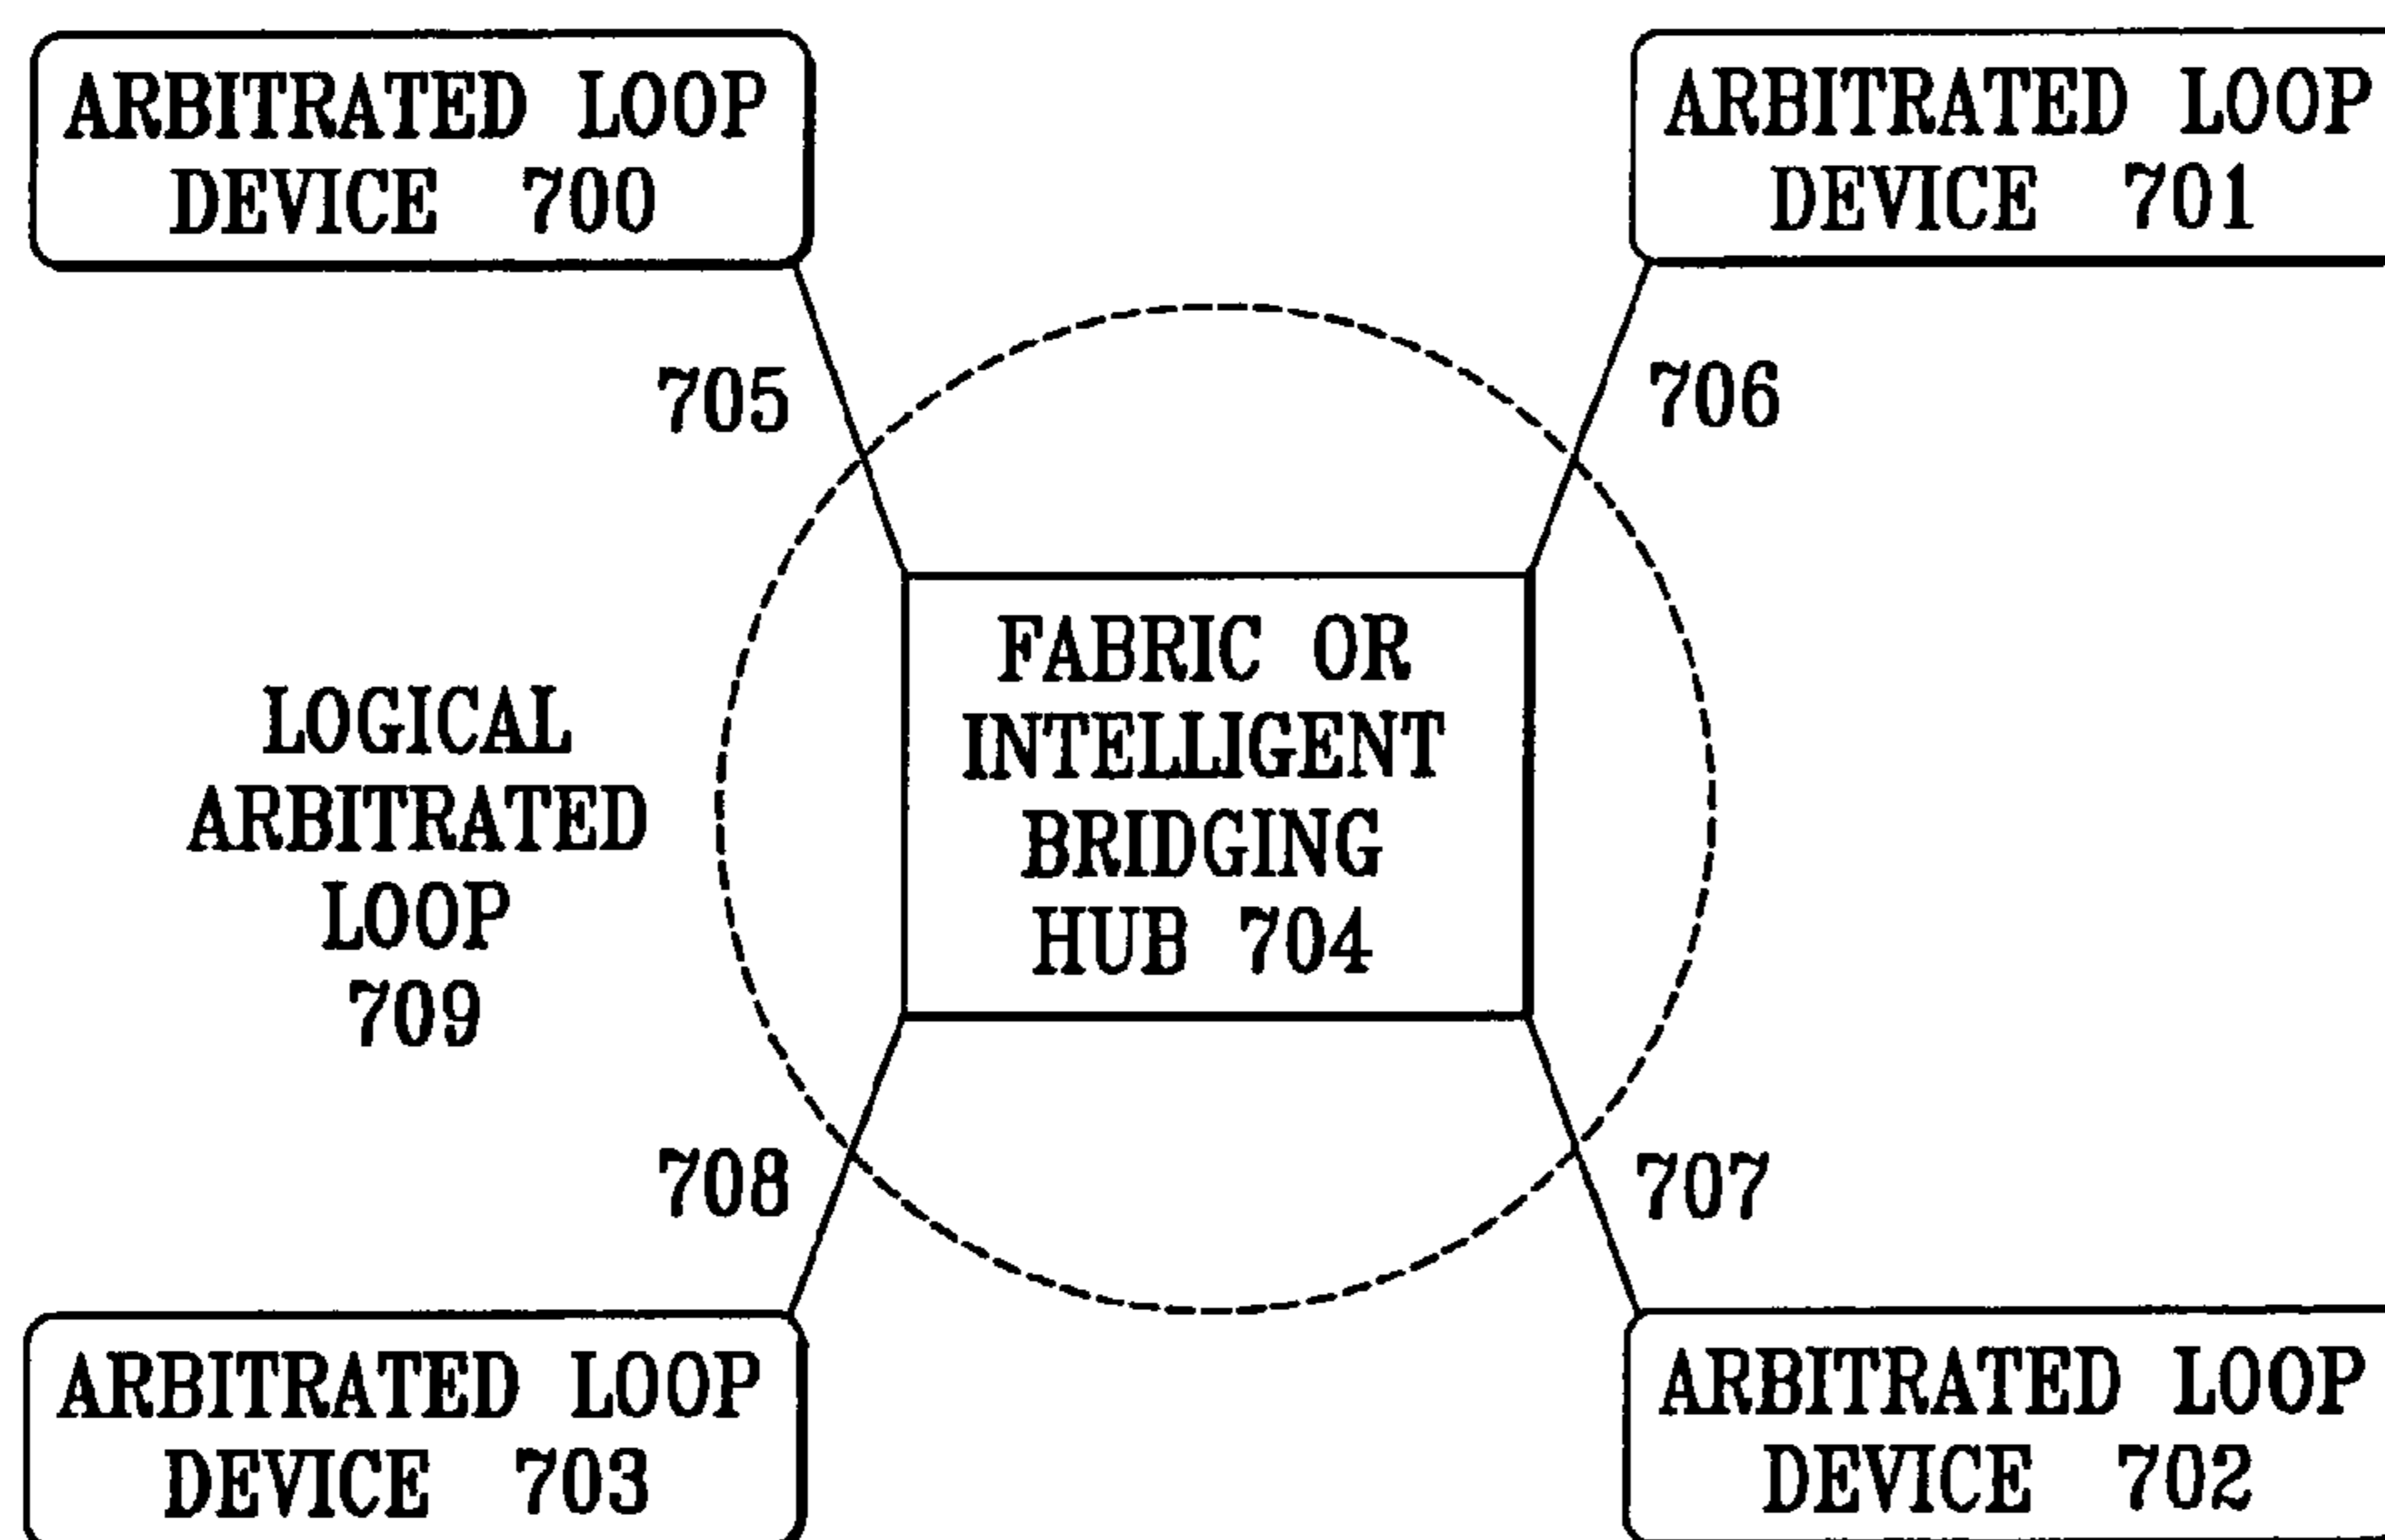 ARBITRATED LOOP
DEVICE 700
ARBITRATED LOOP
DEVICE 701
705
706
FABRIC OR
INTELLIGENT
BRIDGING
HUB 704
LOGICAL
ARBITRATED
LOOP
709
708
707
ARBITRATED LOOP
DEVICE 703
ARBITRATED LOOP
DEVICE 702